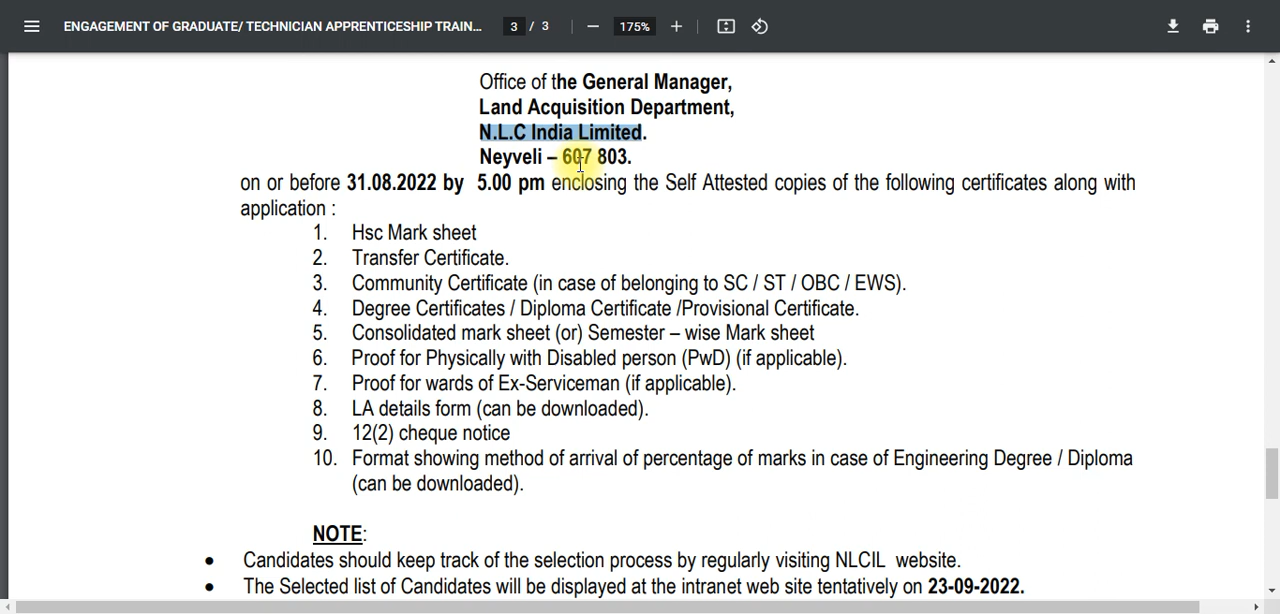 ENGAGEMENT OF GRADUATE/ TECHNICIAN APPRENTICESHIP TRAIN... 3 / 3 175%
Office of the General Manager,
Land Acquisition Department,
N.L.C India Limited.
Neyveli – 607 803.
on or before 31.08.2022 by 5.00 pm enclosing the Self Attested copies of the following certificates along with
application :
1. Hsc Mark sheet
2. Transfer Certificate.
3. Community Certificate (in case of belonging to SC / ST / OBC / EWS).
4. Degree Certificates / Diploma Certificate /Provisional Certificate.
5. Consolidated mark sheet (or) Semester – wise Mark sheet
6. Proof for Physically with Disabled person (PwD) (if applicable).
7. Proof for wards of Ex-Serviceman (if applicable).
8. LA details form (can be downloaded).
9. 12(2) cheque notice
10. Format showing method of arrival of percentage of marks in case of Engineering Degree / Diploma
(can be downloaded).
NOTE:
• Candidates should keep track of the selection process by regularly visiting NLCIL website.
• The Selected list of Candidates will be displayed at the intranet web site tentatively on 23-09-2022.